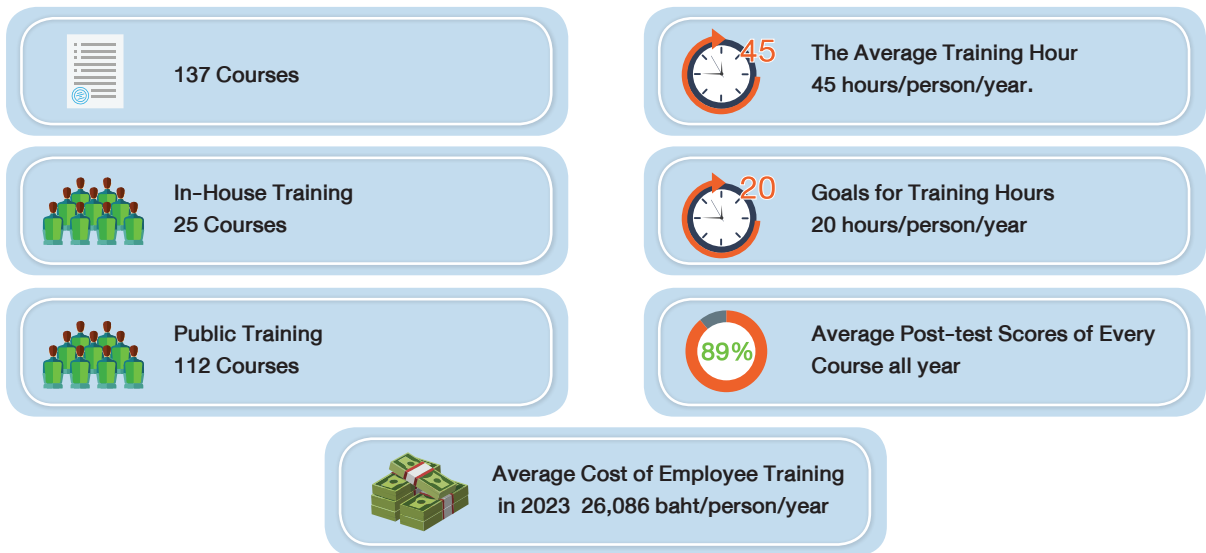 137 Courses
45
The Average Training Hour
45 hours/person/year.
In-House Training
25 Courses
20
Goals for Training Hours
20 hours/person/year
Public Training
112 Courses
89%
Average Post-test Scores of Every
Course all year
Average Cost of Employee Training
in 2023 26,086 baht/person/year